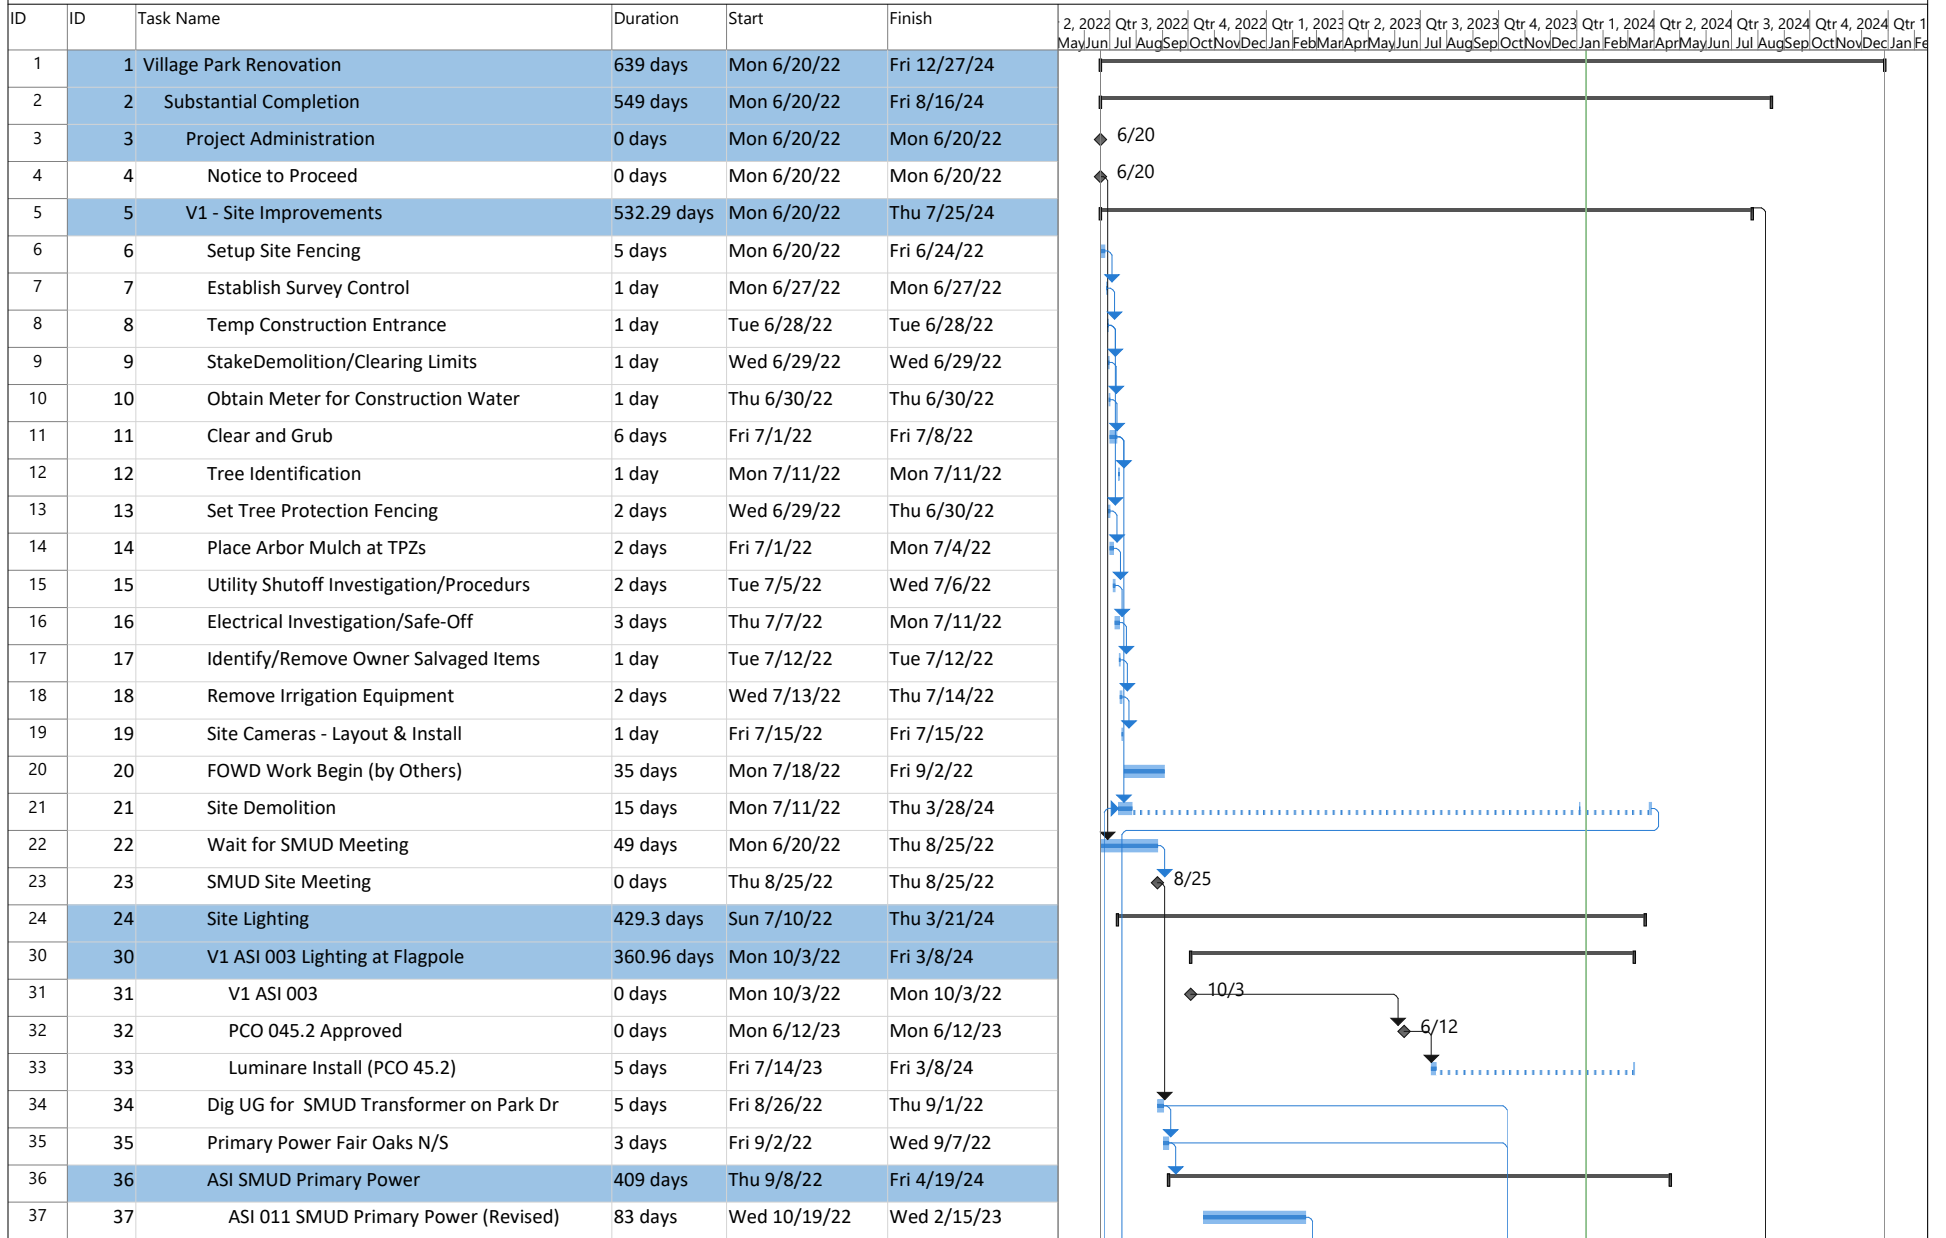 ID ID Task Name Duration Start Finish
2, 2022 Qtr 3, 2022 Qtr 4, 2022 Qtr 1, 2023 Qtr 2, 2023 Qtr 3, 2023 Qtr 4, 2023 Qtr 1, 2024 Qtr 2, 2024 Qtr 3, 2024 Qtr 4, 2024 Qtr 1
May Jun Jul Aug Sep Oct Nov Dec Jan Feb Mar Apr May Jun Jul Aug Sep Oct Nov Dec Jan Feb Mar Apr May Jun Jul Aug Sep Oct Nov Dec Jan Fe
1 1 Village Park Renovation 639 days Mon 6/20/22 Fri 12/27/24
2 2 Substantial Completion 549 days Mon 6/20/22 Fri 8/16/24
3 3 Project Administration 0 days Mon 6/20/22 Mon 6/20/22 6/20
4 4 Notice to Proceed 0 days Mon 6/20/22 Mon 6/20/22 6/20
5 5 V1 - Site Improvements 532.29 days Mon 6/20/22 Thu 7/25/24
6 6 Setup Site Fencing 5 days Mon 6/20/22 Fri 6/24/22
7 7 Establish Survey Control 1 day Mon 6/27/22 Mon 6/27/22
8 8 Temp Construction Entrance 1 day Tue 6/28/22 Tue 6/28/22
9 9 StakeDemolition/Clearing Limits 1 day Wed 6/29/22 Wed 6/29/22
10 10 Obtain Meter for Construction Water 1 day Thu 6/30/22 Thu 6/30/22
11 11 Clear and Grub 6 days Fri 7/1/22 Fri 7/8/22
12 12 Tree Identification 1 day Mon 7/11/22 Mon 7/11/22
13 13 Set Tree Protection Fencing 2 days Wed 6/29/22 Thu 6/30/22
14 14 Place Arbor Mulch at TPZs 2 days Fri 7/1/22 Mon 7/4/22
15 15 Utility Shutoff Investigation/Procedurs 2 days Tue 7/5/22 Wed 7/6/22
16 16 Electrical Investigation/Safe-Off 3 days Thu 7/7/22 Mon 7/11/22
17 17 Identify/Remove Owner Salvaged Items 1 day Tue 7/12/22 Tue 7/12/22
18 18 Remove Irrigation Equipment 2 days Wed 7/13/22 Thu 7/14/22
19 19 Site Cameras - Layout & Install 1 day Fri 7/15/22 Fri 7/15/22
20 20 FOWD Work Begin (by Others) 35 days Mon 7/18/22 Fri 9/2/22
21 21 Site Demolition 15 days Mon 7/11/22 Thu 3/28/24
22 22 Wait for SMUD Meeting 49 days Mon 6/20/22 Thu 8/25/22
23 23 SMUD Site Meeting 0 days Thu 8/25/22 Thu 8/25/22 8/25
24 24 Site Lighting 429.3 days Sun 7/10/22 Thu 3/21/24
30 30 V1 ASI 003 Lighting at Flagpole 360.96 days Mon 10/3/22 Fri 3/8/24
31 31 V1 ASI 003 0 days Mon 10/3/22 Mon 10/3/22 10/3
32 32 PCO 045.2 Approved 0 days Mon 6/12/23 Mon 6/12/23 6/12
33 33 Luminare Install (PCO 45.2) 5 days Fri 7/14/23 Fri 3/8/24
34 34 Dig UG for SMUD Transformer on Park Dr 5 days Fri 8/26/22 Thu 9/1/22
35 35 Primary Power Fair Oaks N/S 3 days Fri 9/2/22 Wed 9/7/22
36 36 ASI SMUD Primary Power 409 days Thu 9/8/22 Fri 4/19/24
37 37 ASI 011 SMUD Primary Power (Revised) 83 days Wed 10/19/22 Wed 2/15/23